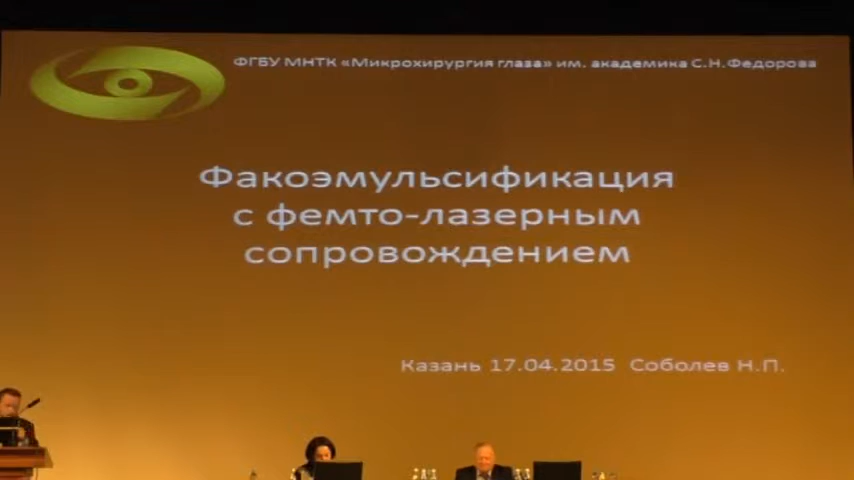 ФГБУ МНТК «Микрохирургия глаза» им. академика С.Н.Федорова
Факоэмульсификация
с фемто-лазерным
сопровождением
Казань 17.04.2015 Соболев Н.П.